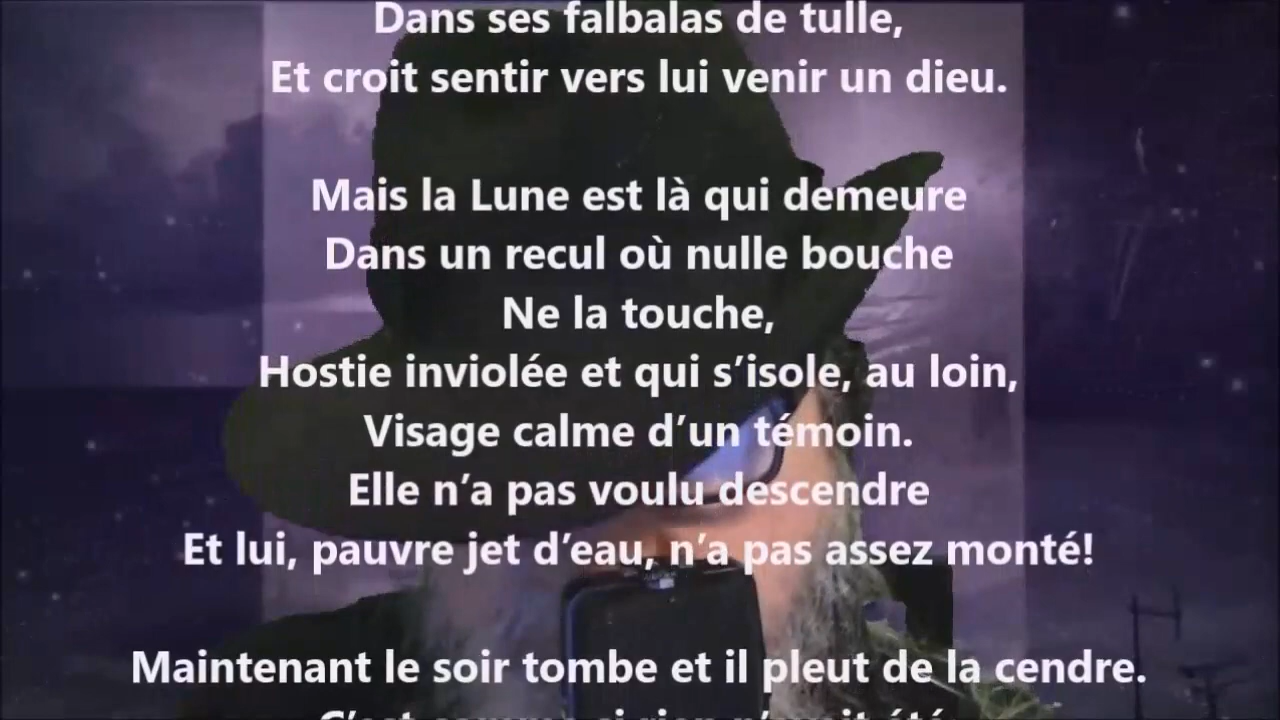 Dans ses falbalas de tulle,
Et croit sentir vers lui venir un dieu.
Mais la Lune est là qui demeure
Dans un recul où nulle bouche
Ne la touche,
Hostie inviolée et qui s’isole, au loin,
Visage calme d’un témoin.
Elle n’a pas voulu descendre
Et lui, pauvre jet d’eau, n’a pas assez monté!
Maintenant le soir tombe et il pleut de la cendre.